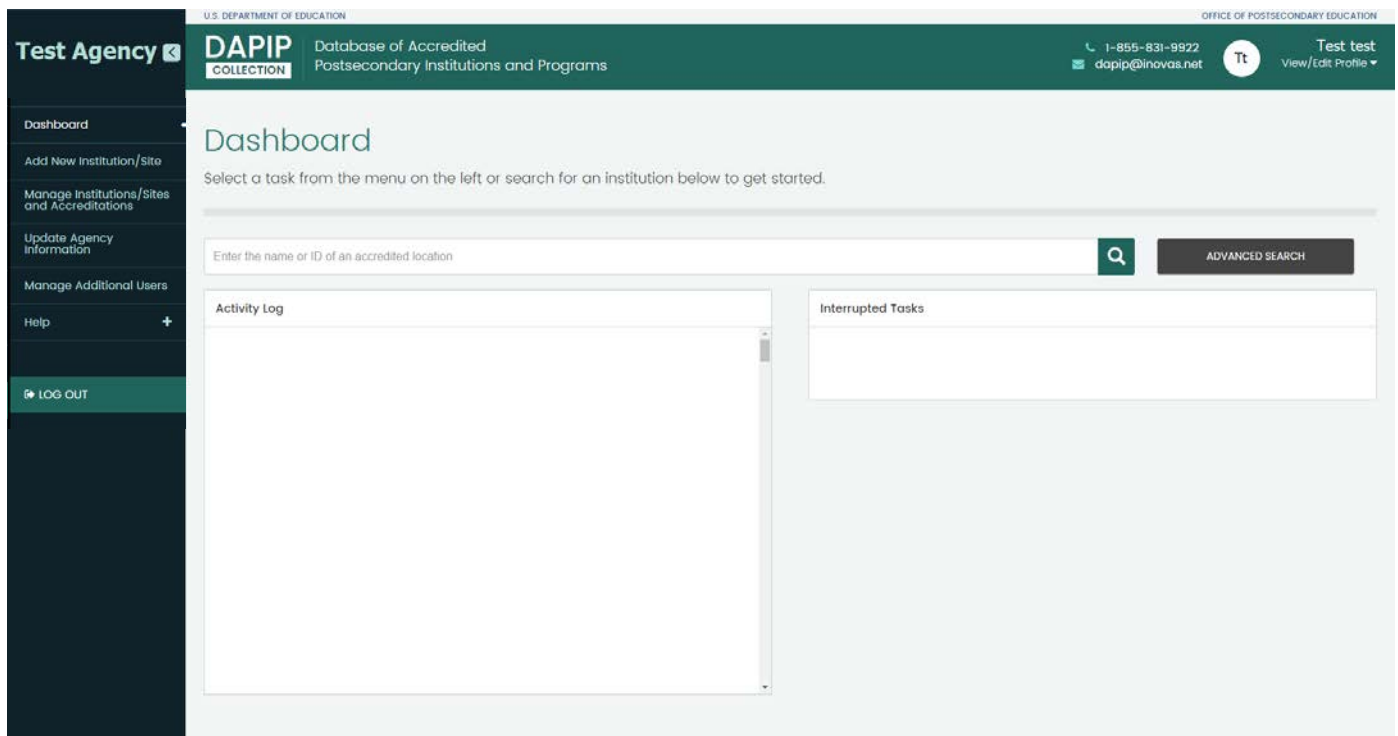 U.S. DEPARTMENT OF EDUCATION
OFFICE OF POSTSECONDARY EDUCATION
Test Agency
DAPIP
COLLECTION
Database of Accredited
Postsecondary Institutions and Programs
1-855-831-9922
dapip@inovas.net
Tt
Test test
View/Edit Profile
Dashboard
Add New Institution/Site
Manage Institutions/Sites
and Accreditations
Update Agency
Information
Manage Additional Users
Help +
LOG OUT
Dashboard
Select a task from the menu on the left or search for an institution below to get started.
Enter the name or ID of an accredited location
ADVANCED SEARCH
Activity Log
Interrupted Tasks